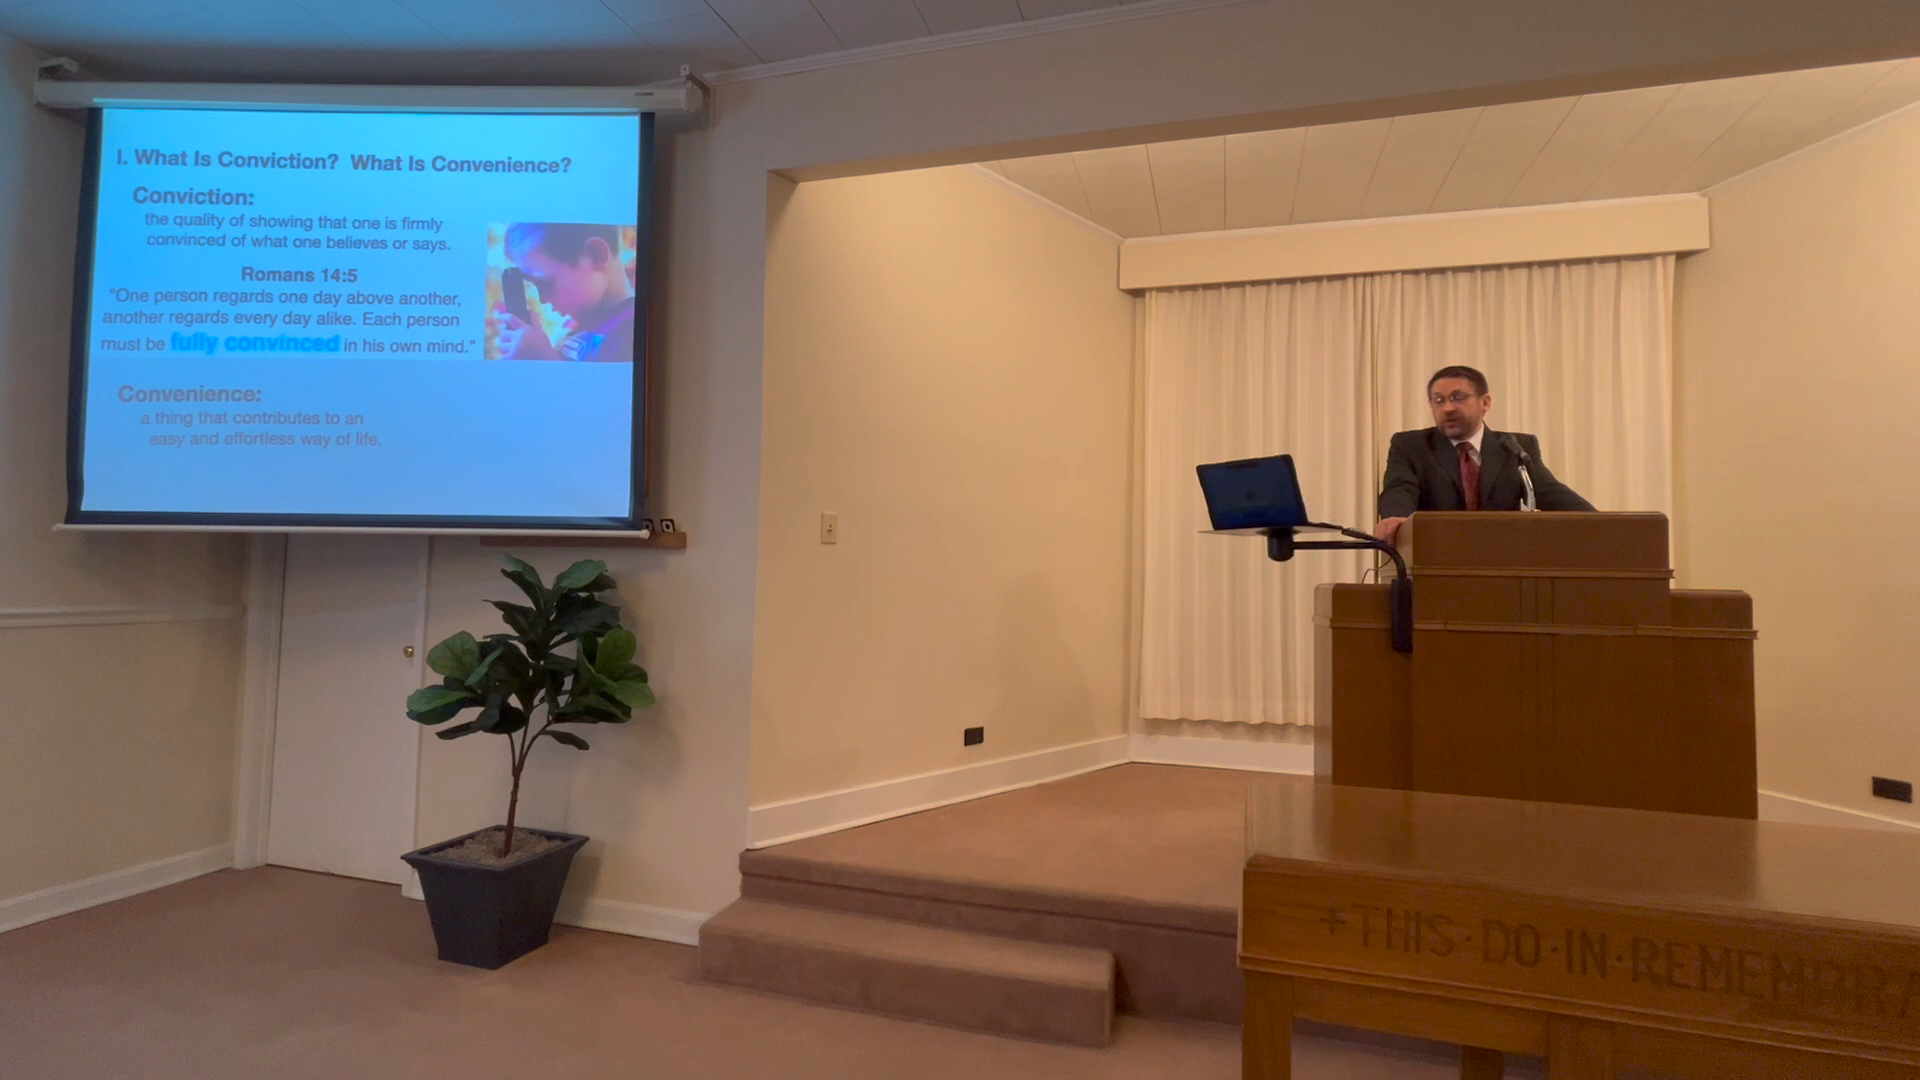 I. What Is Conviction?  What Is Convenience?
Conviction:
the quality of showing that one is firmly
convinced of what one believes or says.
Romans 14:5
"One person regards one day above another,
another regards every day alike. Each person
must be fully convinced in his own mind."
Convenience:
a thing that contributes to an
easy and effortless way of life.
+THIS·DO·IN·REMEMBRA